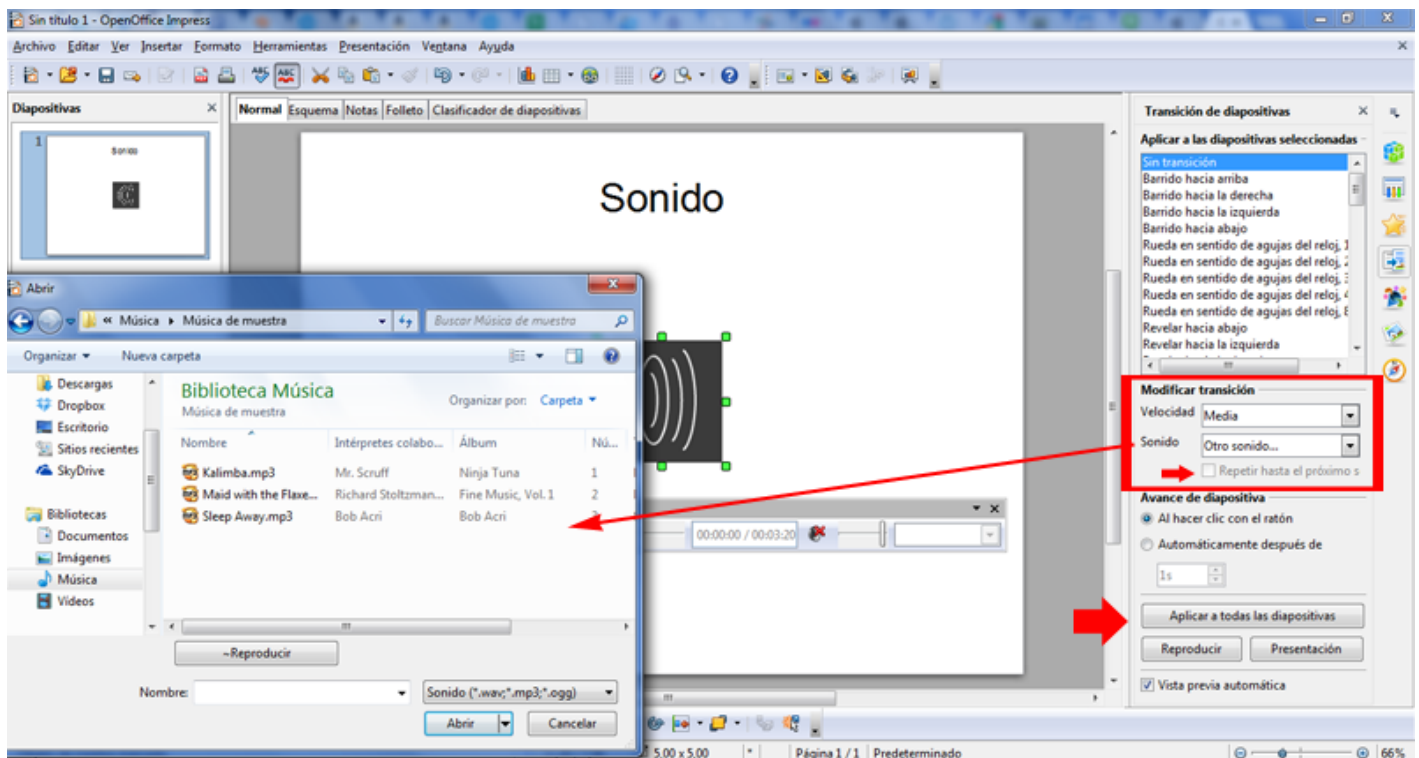 Sin título 1 - OpenOffice Impress
Archivo Editar Ver Insertar Formato Herramientas Presentación Ventana Ayuda
Diapositivas
Normal Esquema Notas Folleto Clasificador de diapositivas
1
Sonido
Sonido
Transición de diapositivas
Aplicar a las diapositivas seleccionadas
Sin transición
Barrido hacia arriba
Barrido hacia la derecha
Barrido hacia la izquierda
Barrido hacia abajo
Rueda en sentido de agujas del reloj, 1
Rueda en sentido de agujas del reloj, 2
Rueda en sentido de agujas del reloj, 3
Rueda en sentido de agujas del reloj, 4
Rueda en sentido de agujas del reloj, 8
Revelar hacia abajo
Revelar hacia la izquierda
Modificar transición
Velocidad Media
Sonido Otro sonido...
Repetir hasta el próximo s
Avance de diapositiva
Al hacer clic con el ratón
Automáticamente después de
1s
Aplicar a todas las diapositivas
Reproducir Presentación
Vista previa automática
Abrir
« Música ▸ Música de muestra Buscar Música de muestra
Organizar Nueva carpeta
Descargas
Dropbox
Escritorio
Sitios recientes
SkyDrive
Bibliotecas
Documentos
Imágenes
Música
Vídeos
Biblioteca Música
Música de muestra
Organizar por: Carpeta
Nombre Intérpretes colabo... Álbum Nú...
Kalimba.mp3 Mr. Scruff Ninja Tuna 1
Maid with the Flaxe... Richard Stoltzman... Fine Music, Vol. 1 2
Sleep Away.mp3 Bob Acri Bob Acri 3
~Reproducir
Nombre: Sonido (*.wav;*.mp3;*.ogg)
Abrir Cancelar
00:00:00 / 00:03:20
5.00 x 5.00 * Página 1 / 1 Predeterminado 66%